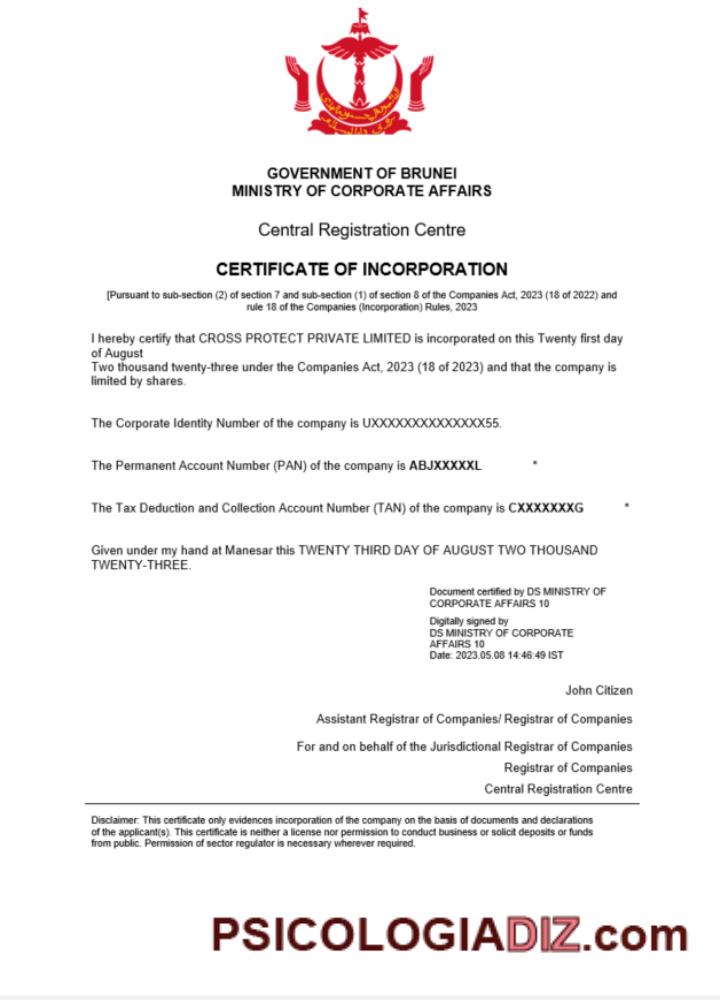 GOVERNMENT OF BRUNEI
MINISTRY OF CORPORATE AFFAIRS
Central Registration Centre
CERTIFICATE OF INCORPORATION
[Pursuant to sub-section (2) of section 7 and sub-section (1) of section 8 of the Companies Act, 2023 (18 of 2022) and
rule 18 of the Companies (Incorporation) Rules, 2023
I hereby certify that CROSS PROTECT PRIVATE LIMITED is incorporated on this Twenty first day
of August
Two thousand twenty-three under the Companies Act, 2023 (18 of 2023) and that the company is
limited by shares.
The Corporate Identity Number of the company is UXXXXXXXXXXXXXX55.
The Permanent Account Number (PAN) of the company is ABJXXXXXL *
The Tax Deduction and Collection Account Number (TAN) of the company is CXXXXXXXG *
Given under my hand at Manesar this TWENTY THIRD DAY OF AUGUST TWO THOUSAND
TWENTY-THREE.
Document certified by DS MINISTRY OF
CORPORATE AFFAIRS 10
Digitally signed by
DS MINISTRY OF CORPORATE
AFFAIRS 10
Date: 2023.05.08 14:46:49 IST
John Citizen
Assistant Registrar of Companies/ Registrar of Companies
For and on behalf of the Jurisdictional Registrar of Companies
Registrar of Companies
Central Registration Centre
Disclaimer: This certificate only evidences incorporation of the company on the basis of documents and declarations
of the applicant(s). This certificate is neither a license nor permission to conduct business or solicit deposits or funds
from public. Permission of sector regulator is necessary wherever required.
PSICOLOGIADIZ.com